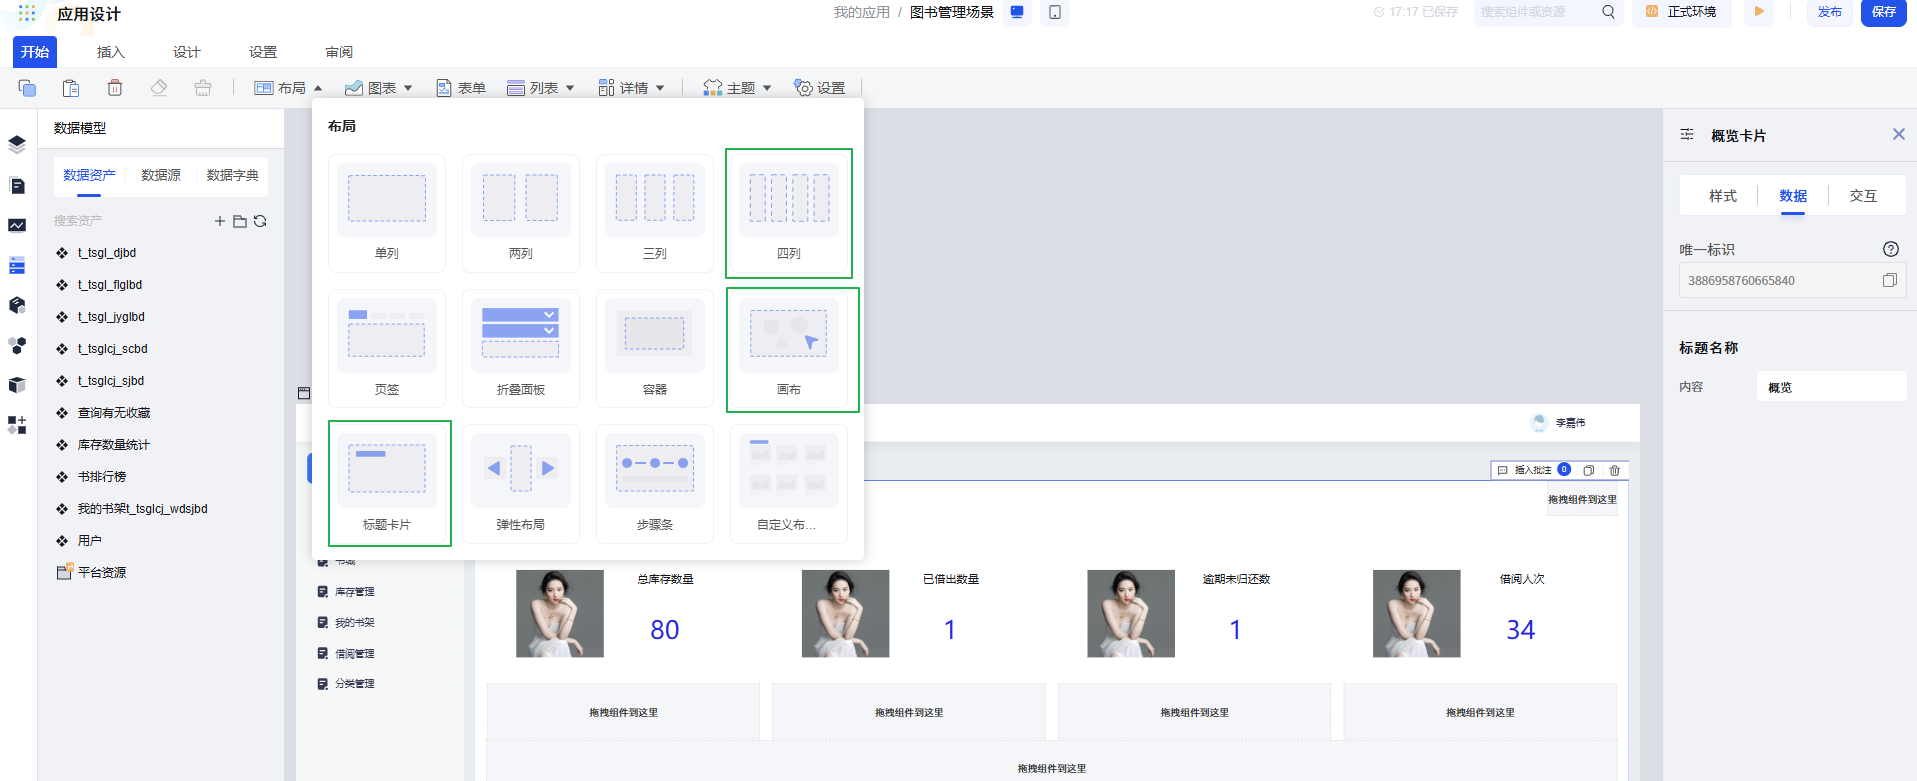 应用设计
我的应用 / 图书管理场景
17:17 已保存
搜索组件或资源
正式环境
发布
保存
开始
插入
设计
设置
审阅
布局
图表
表单
列表
详情
主题
设置
数据模型
数据资产
数据源
数据字典
搜索资产
t_tsgl_djbd
t_tsgl_flglbd
t_tsgl_jyglbd
t_tsglcj_scbd
t_tsglcj_sjbd
查询有无收藏
库存数量统计
书排行榜
我的书架t_tsglcj_wdsjbd
用户
平台资源
布局
单列
两列
三列
四列
页签
折叠面板
容器
画布
标题卡片
弹性布局
步骤条
自定义布...
书城
库存管理
我的书架
借阅管理
分类管理
李嘉伟
插入批注 0
拖拽组件到这里
总库存数量
80
已借出数量
1
逾期未归还数
1
借阅人次
34
拖拽组件到这里
拖拽组件到这里
拖拽组件到这里
拖拽组件到这里
拖拽组件到这里
概览卡片
样式
数据
交互
唯一标识
3886958760665840
标题名称
内容
概览